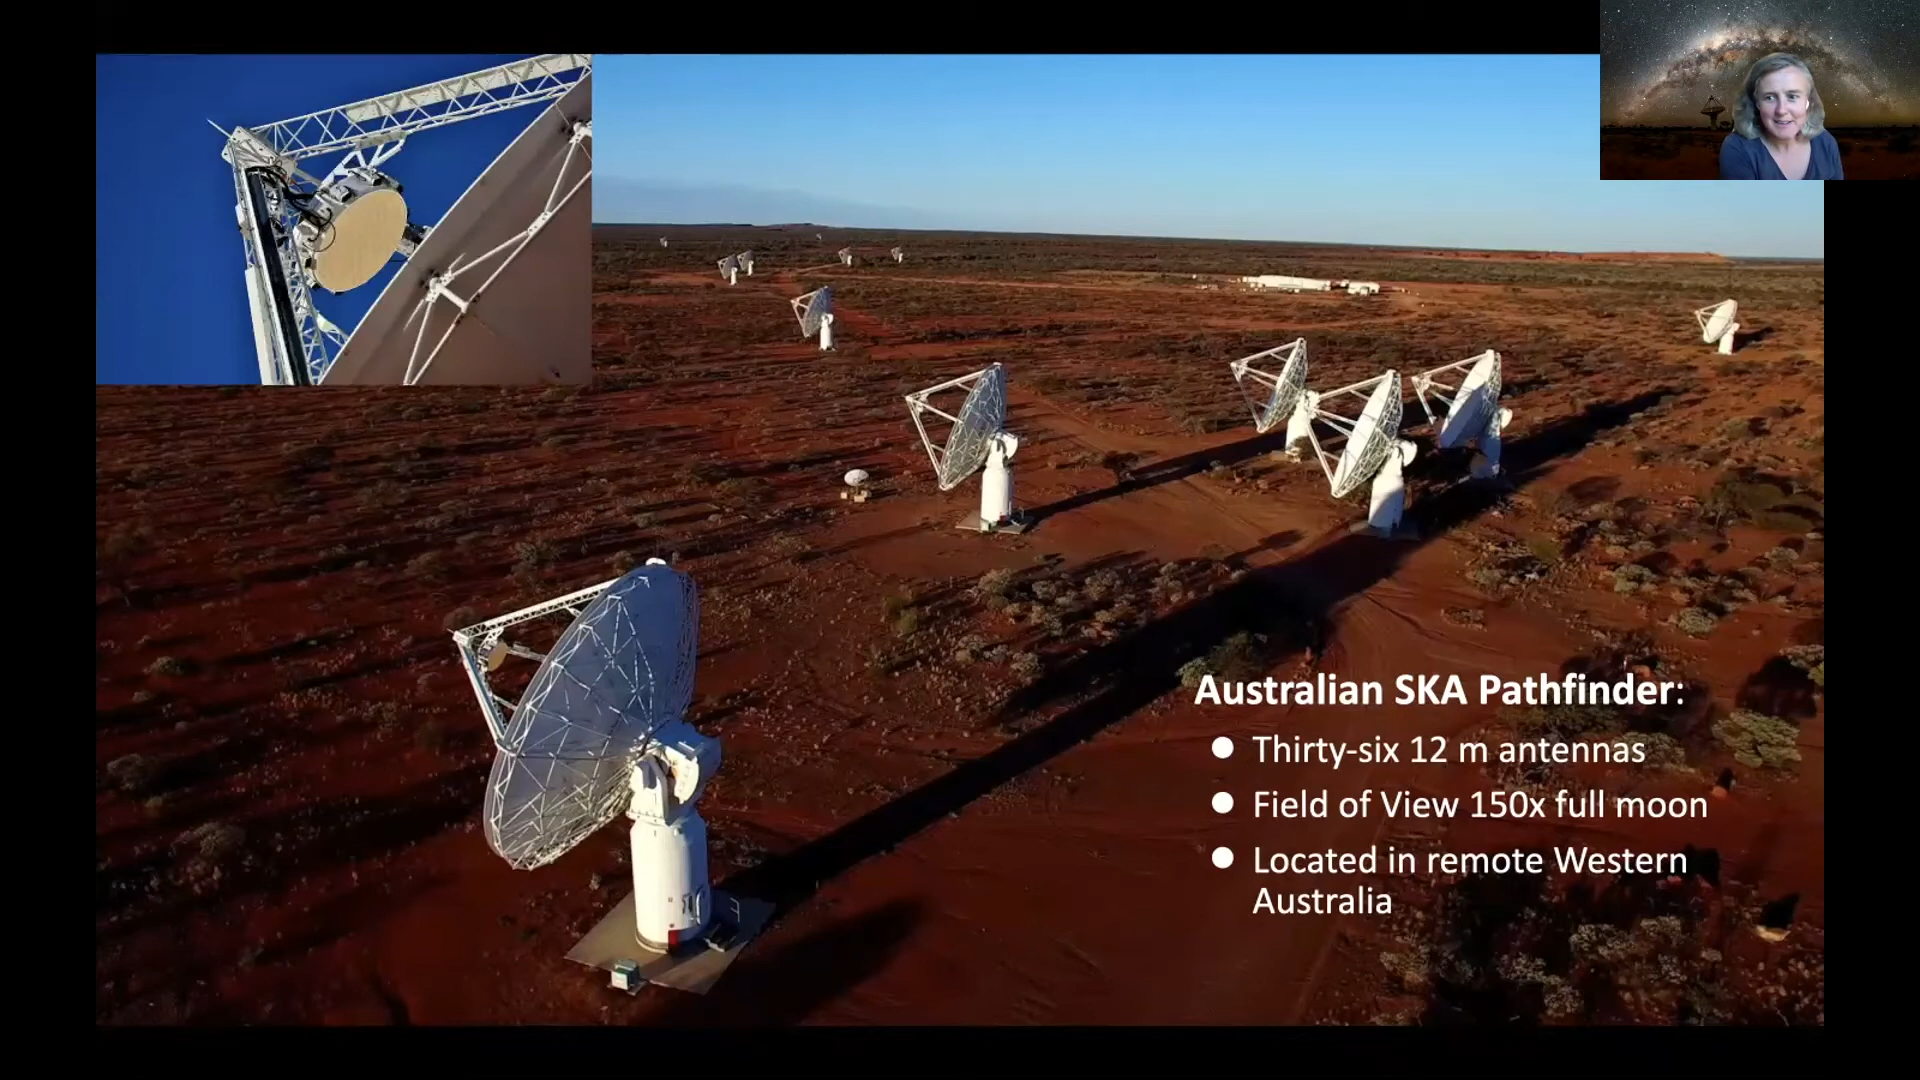 Australian SKA Pathfinder:
● Thirty-six 12 m antennas
● Field of View 150x full moon
● Located in remote Western
Australia